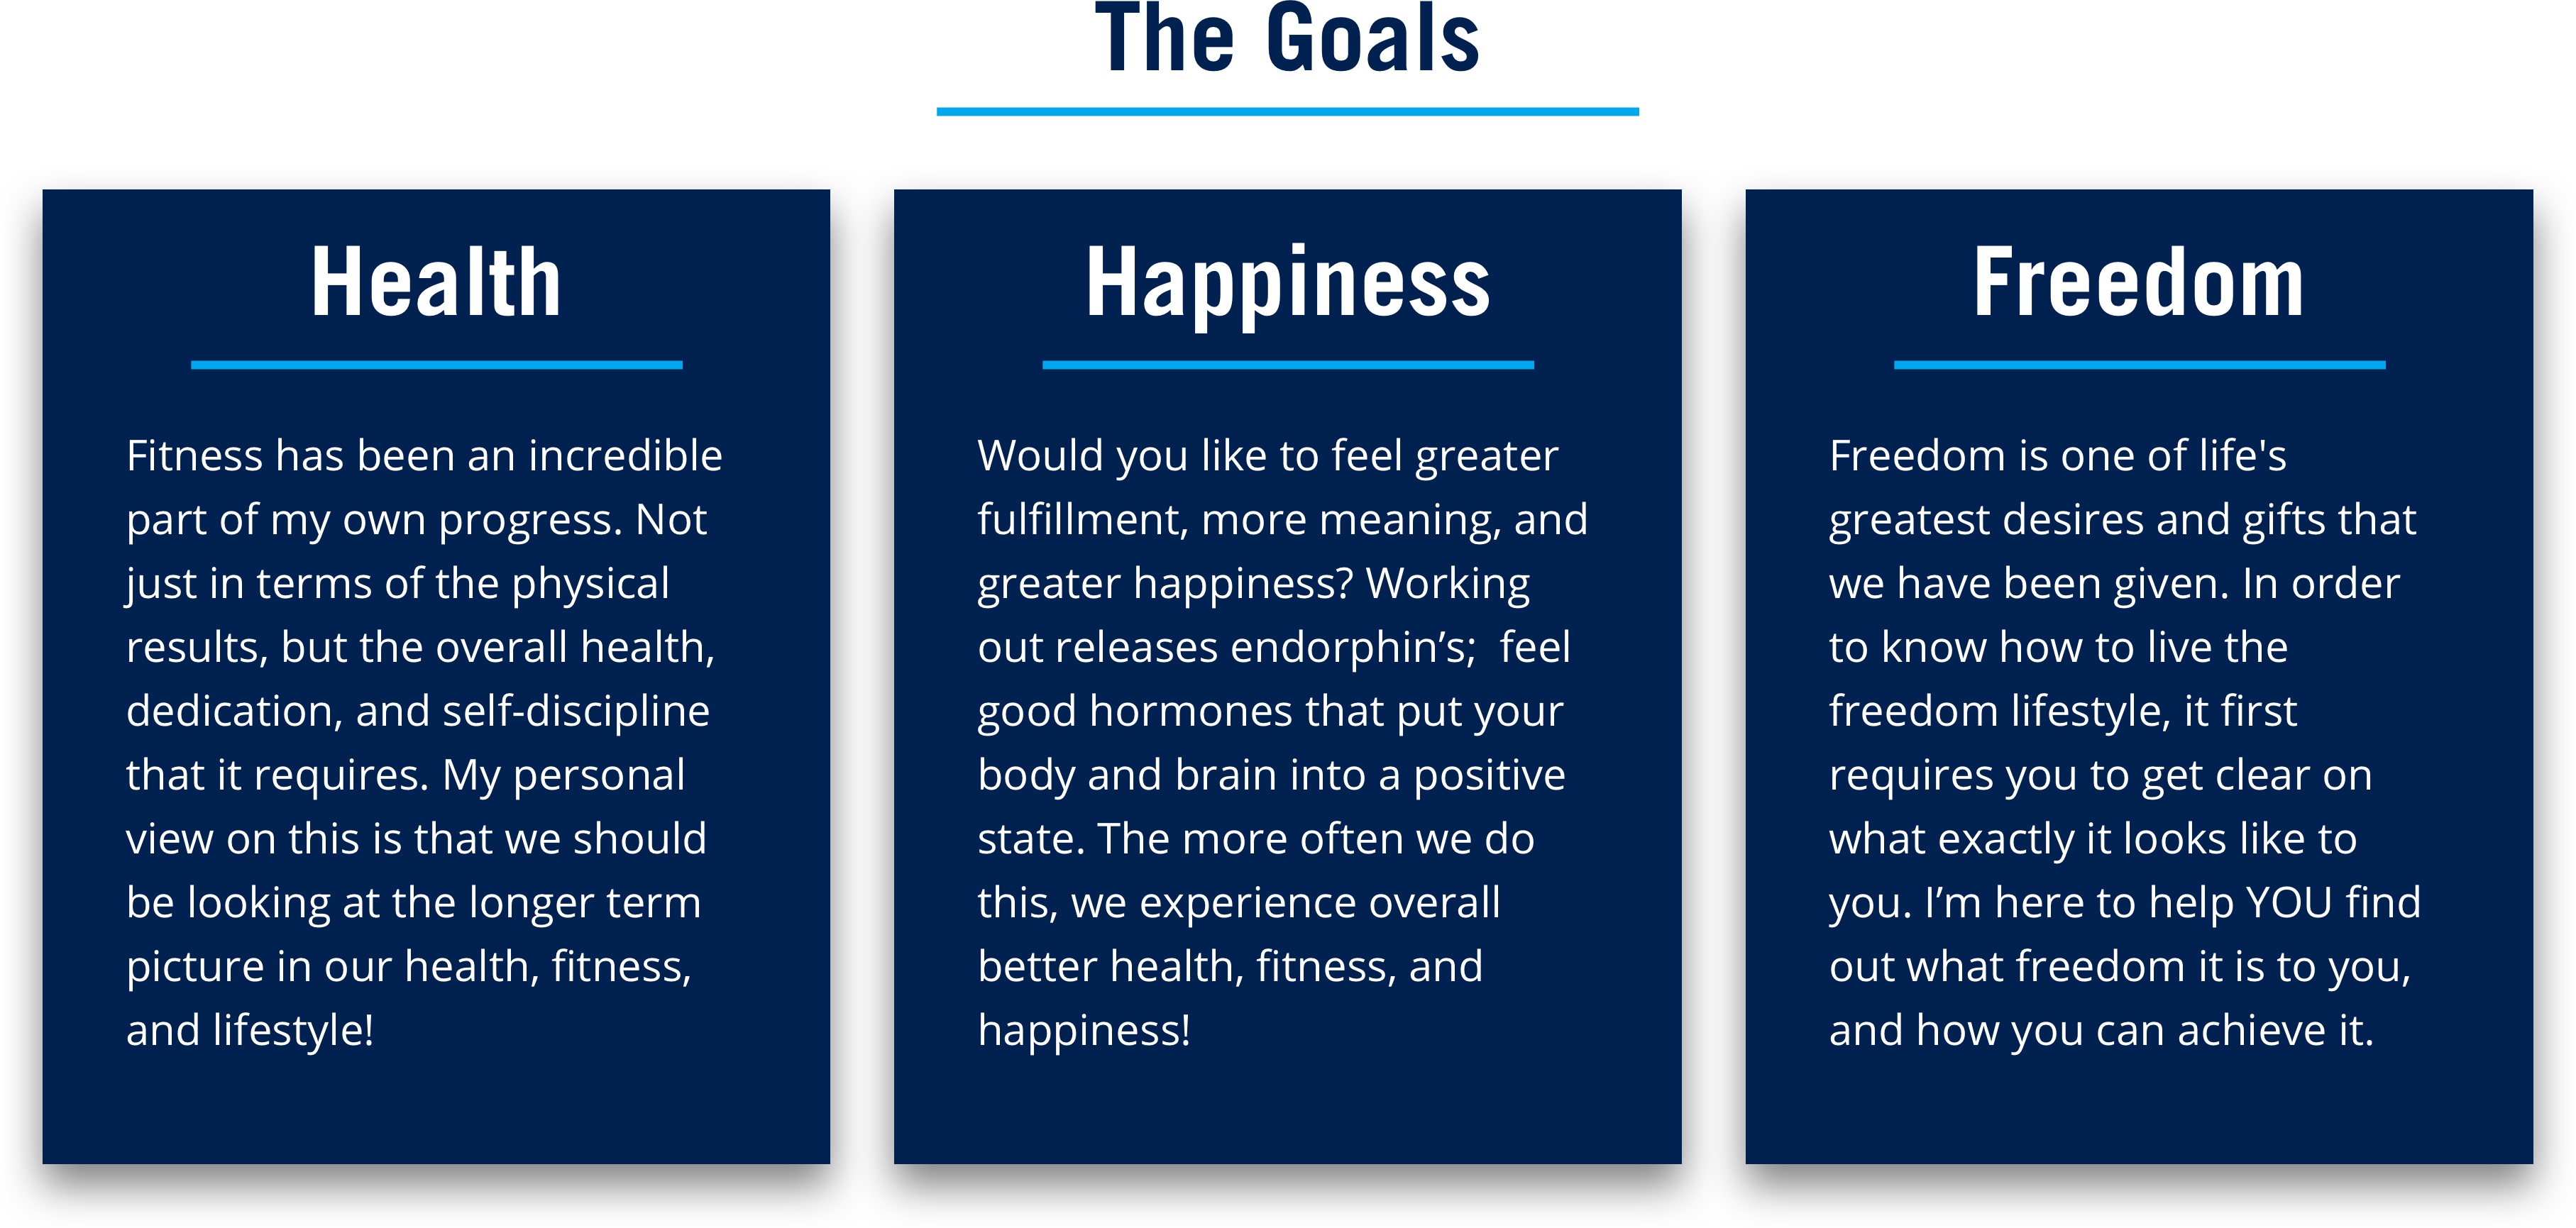 The Goals
Health
Fitness has been an incredible
part of my own progress. Not
just in terms of the physical
results, but the overall health,
dedication, and self-discipline
that it requires. My personal
view on this is that we should
be looking at the longer term
picture in our health, fitness,
and lifestyle!
Happiness
Would you like to feel greater
fulfillment, more meaning, and
greater happiness? Working
out releases endorphin’s;  feel
good hormones that put your
body and brain into a positive
state. The more often we do
this, we experience overall
better health, fitness, and
happiness!
Freedom
Freedom is one of life's
greatest desires and gifts that
we have been given. In order
to know how to live the
freedom lifestyle, it first
requires you to get clear on
what exactly it looks like to
you. I’m here to help YOU find
out what freedom it is to you,
and how you can achieve it.